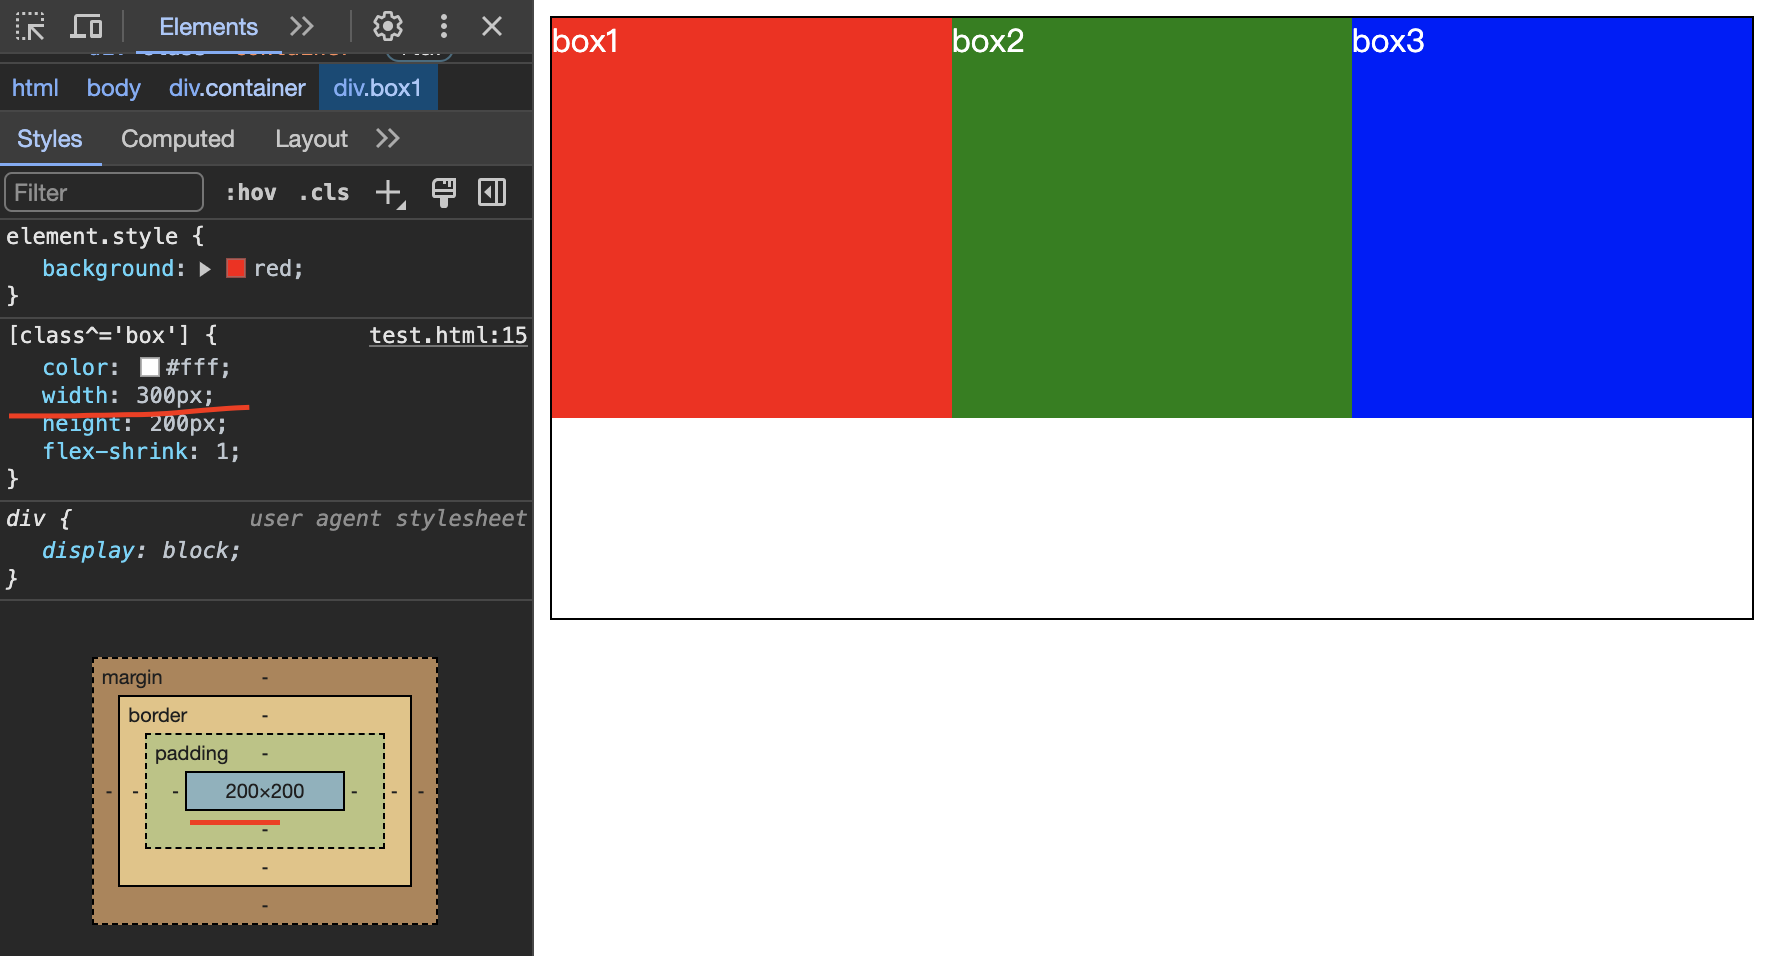 Elements
html body div.container div.box1
Styles Computed Layout
Filter :hov .cls
element.style {
background: red;
}
[class^='box'] { test.html:15
color: #fff;
width: 300px;
height: 200px;
flex-shrink: 1;
}
div { user agent stylesheet
display: block;
}
margin -
border -
padding -
- - - 200×200 - - -
-
-
-
box1 box2 box3